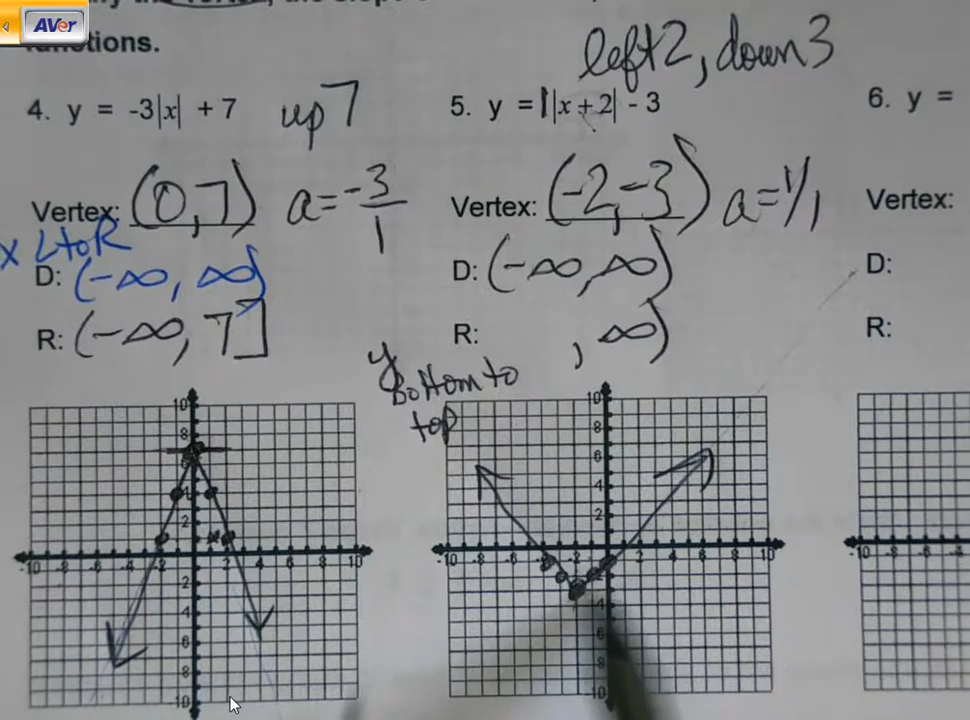 AVer
functions.
left 2, down 3
4. y = -3|x| + 7 up 7
5. y = 1|x + 2| - 3
6. y =
Vertex: (0, 7) a = -3/1
Vertex: (-2, -3) a = 1/1
Vertex:
x L to R
D: (-∞, ∞)
D: (-∞, ∞)
D:
R: (-∞, 7]
R: , ∞)
R:
y
Bottom to
top